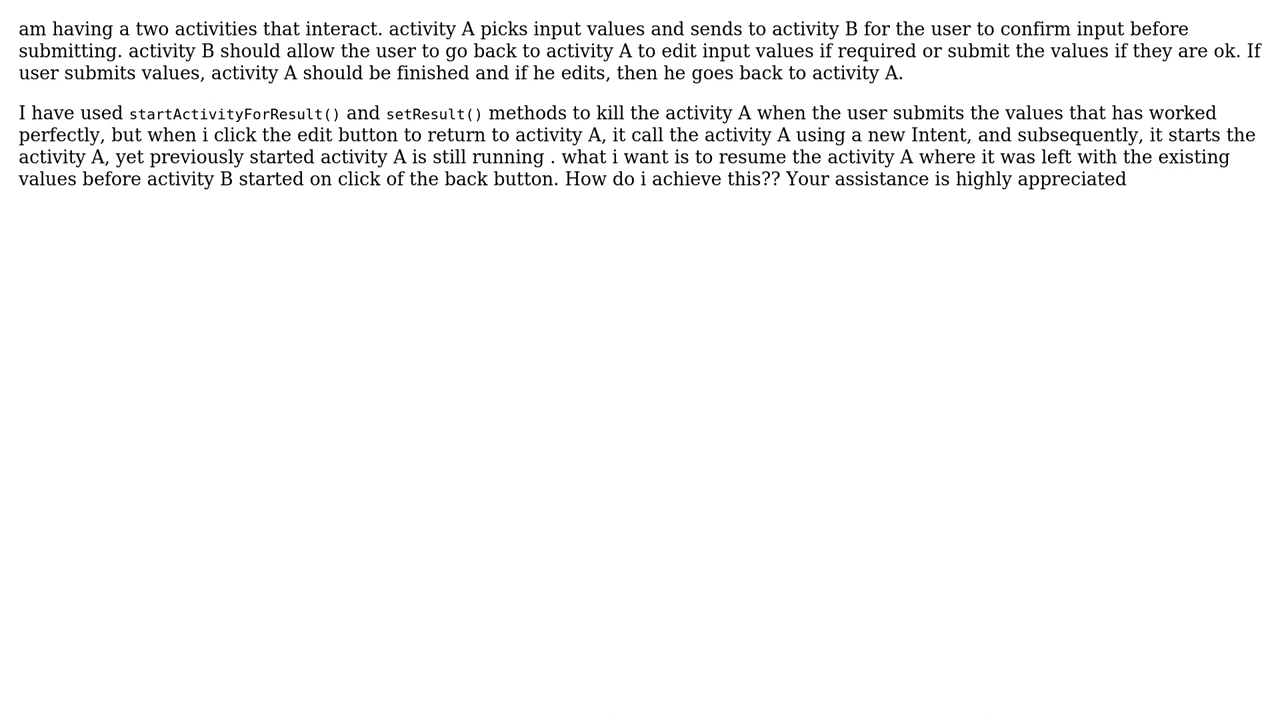 am having a two activities that interact. activity A picks input values and sends to activity B for the user to confirm input before
submitting. activity B should allow the user to go back to activity A to edit input values if required or submit the values if they are ok. If
user submits values, activity A should be finished and if he edits, then he goes back to activity A.
I have used startActivityForResult() and setResult() methods to kill the activity A when the user submits the values that has worked
perfectly, but when i click the edit button to return to activity A, it call the activity A using a new Intent, and subsequently, it starts the
activity A, yet previously started activity A is still running . what i want is to resume the activity A where it was left with the existing
values before activity B started on click of the back button. How do i achieve this?? Your assistance is highly appreciated